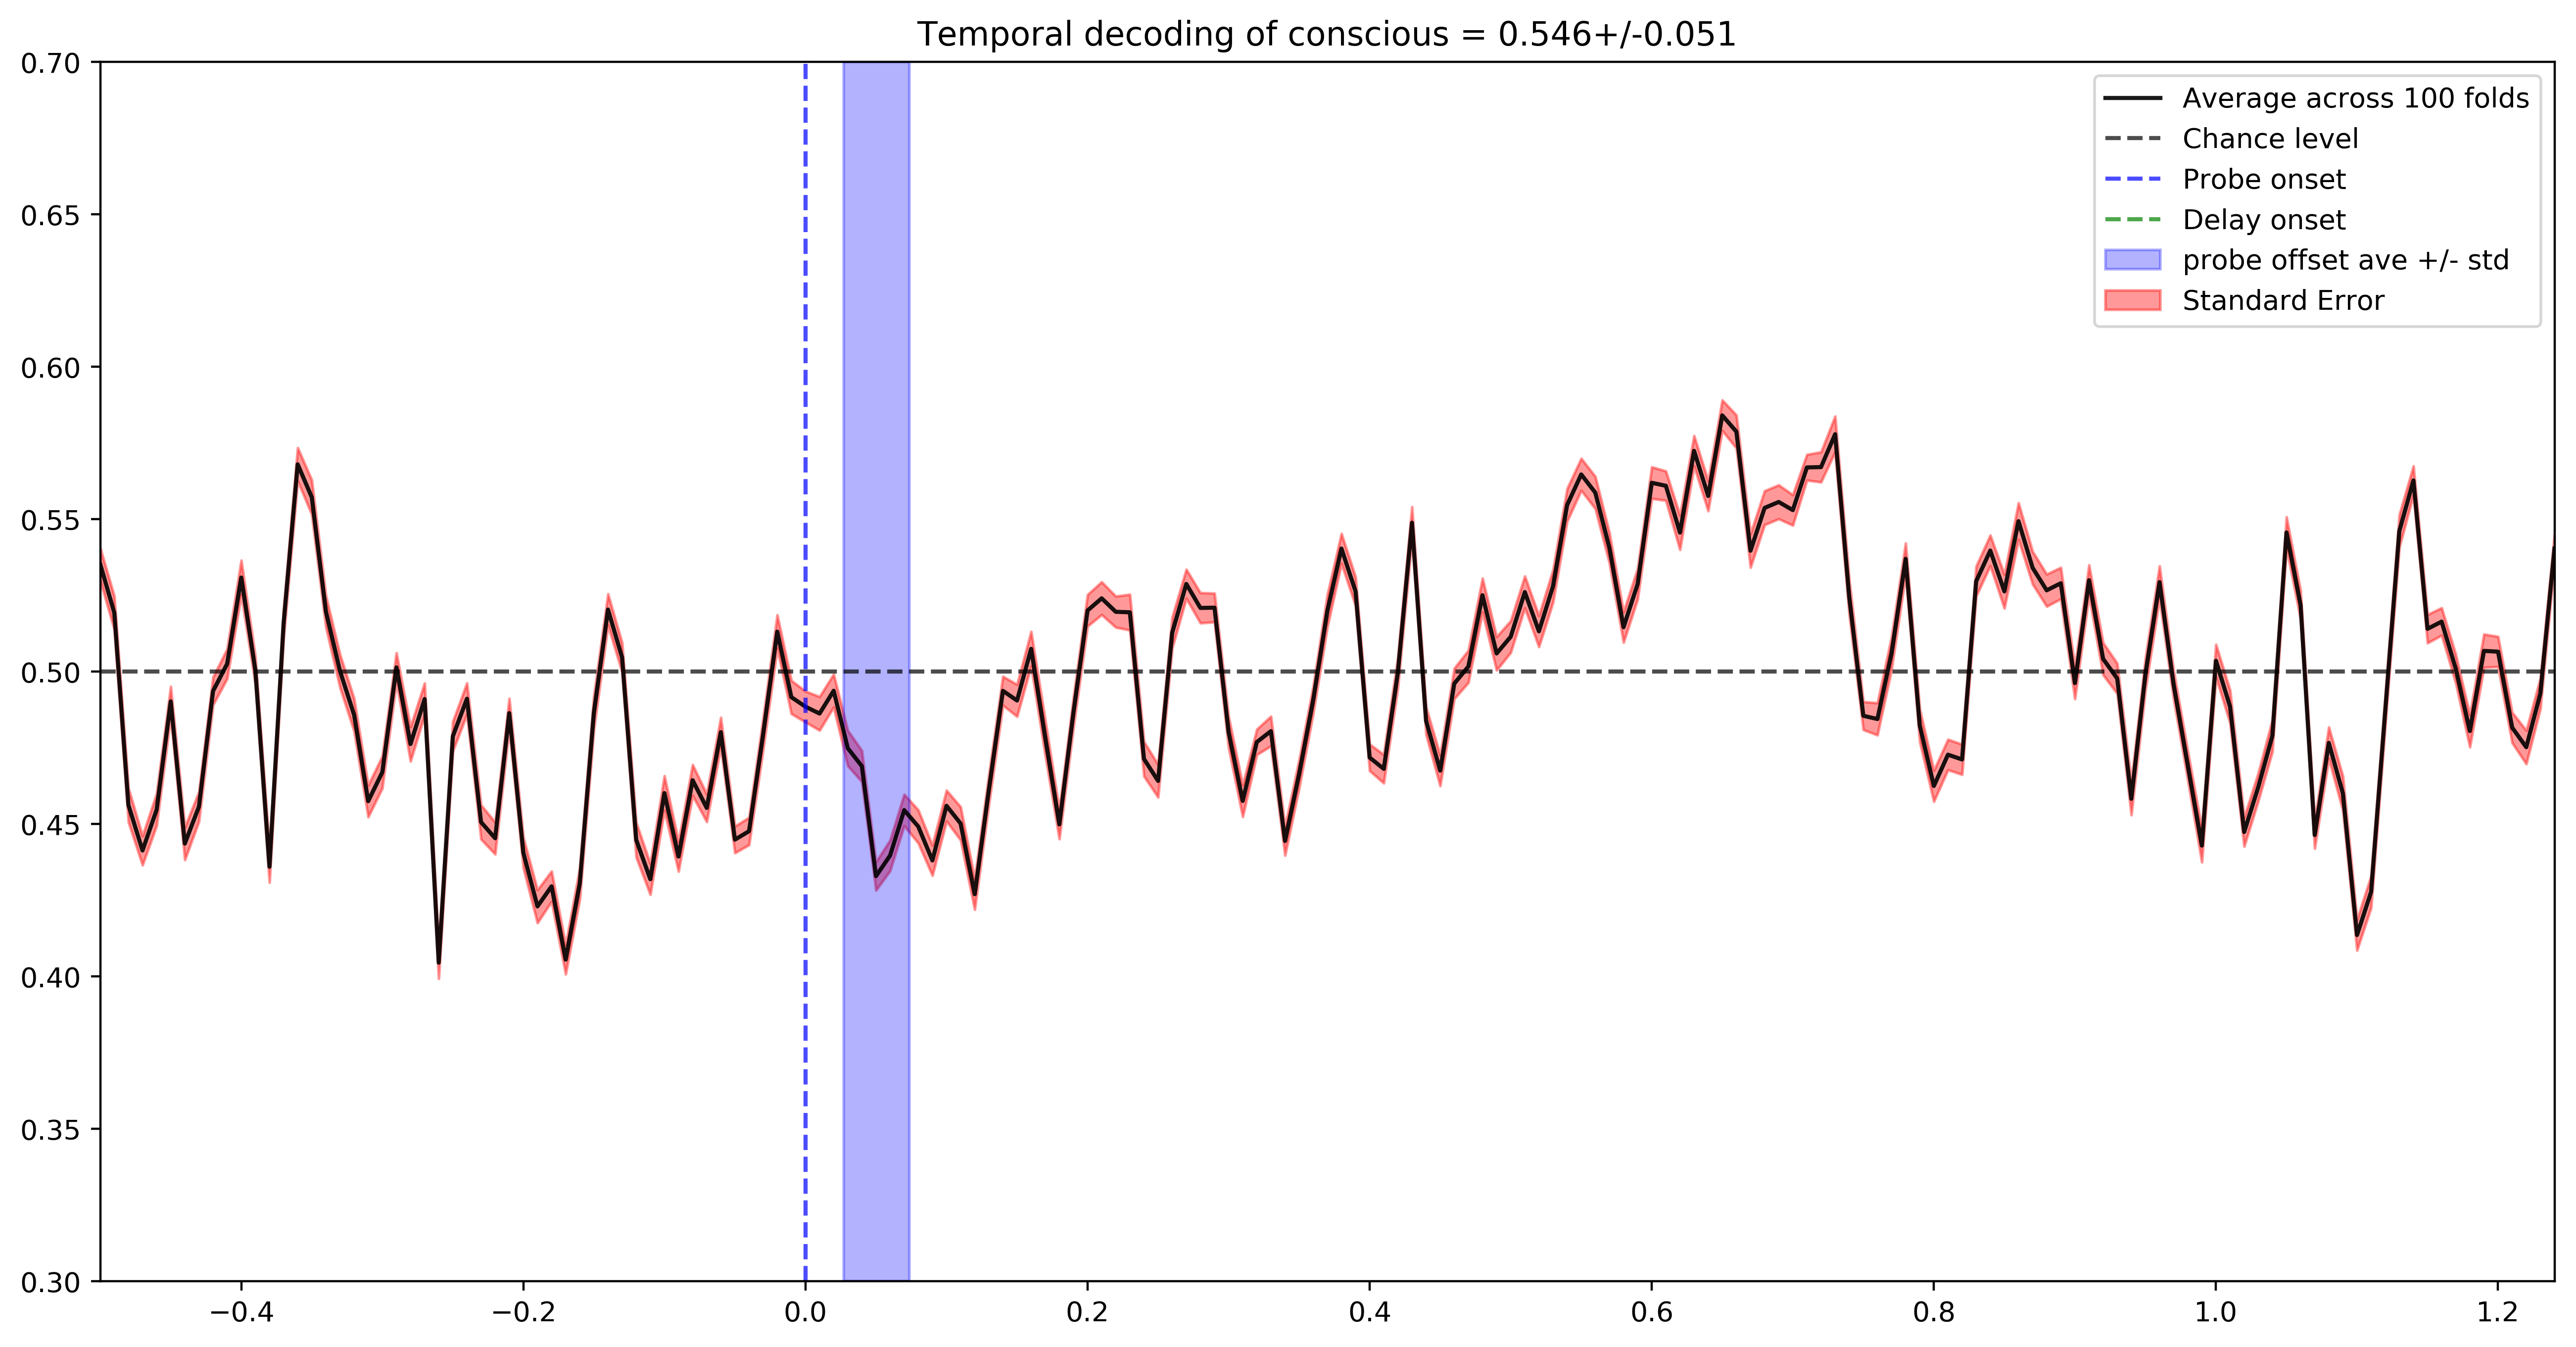 Temporal decoding of conscious = 0.546+/-0.051
0.70
0.65
0.60
0.55
0.50
0.45
0.40
0.35
0.30
Average across 100 folds
Chance level
Probe onset
Delay onset
probe offset ave +/- std
Standard Error
−0.4 −0.2 0.0 0.2 0.4 0.6 0.8 1.0 1.2